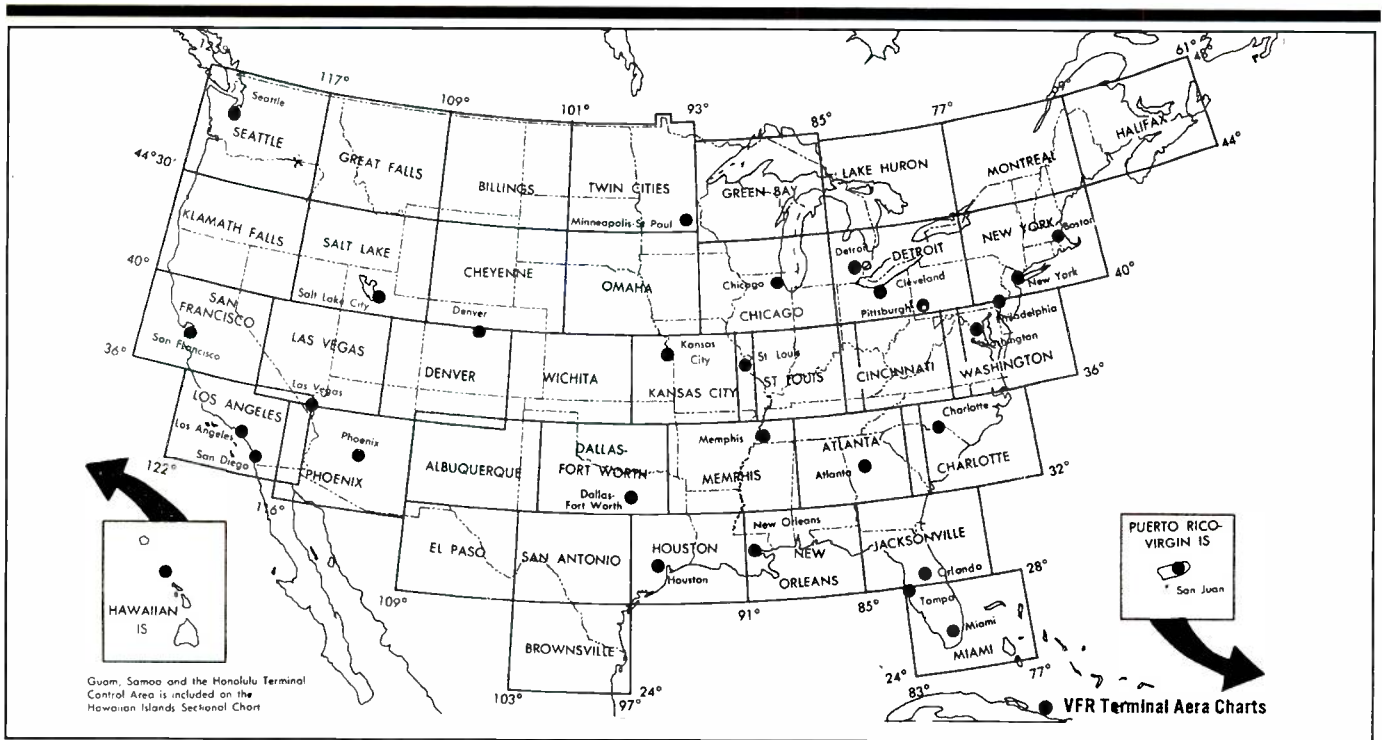 117°
109°
101°
93°
85°
77°
61°
48°
Seattle
SEATTLE
44°30'
GREAT FALLS
BILLINGS
TWIN CITIES
Minneapolis-St Paul
GREEN BAY
LAKE HURON
MONTREAL
HALIFAX
44°
KLAMATH FALLS
SALT LAKE
Salt Lake City
CHEYENNE
OMAHA
Chicago
CHICAGO
Detroit
DETROIT
Cleveland
Pittsburgh
NEW YORK
Boston
New York
40°
40°
SAN
FRANCISCO
San Francisco
LAS VEGAS
Las Vegas
Denver
DENVER
WICHITA
Kansas
City
KANSAS CITY
St Louis
ST LOUIS
CINCINNATI
Philadelphia
Washington
WASHINGTON
36°
36°
LOS ANGELES
Los Angeles
San Diego
122°
Phoenix
PHOENIX
116°
ALBUQUERQUE
DALLAS-
FORT WORTH
Dallas-
Fort Worth
Memphis
MEMPHIS
ATLANTA
Atlanta
Charlotte
CHARLOTTE
32°
EL PASO
109°
SAN ANTONIO
HOUSTON
Houston
New Orleans
NEW
ORLEANS
91°
JACKSONVILLE
Orlando
85°
28°
Tampa
Miami
MIAMI
24°
83°
77°
BROWNSVILLE
103°
24°
97°
HAWAIIAN
IS
Guam, Samoa and the Honolulu Terminal
Control Area is included on the
Hawaiian Islands Sectional Chart
PUERTO RICO-
VIRGIN IS
San Juan
VFR Terminal Aera Charts